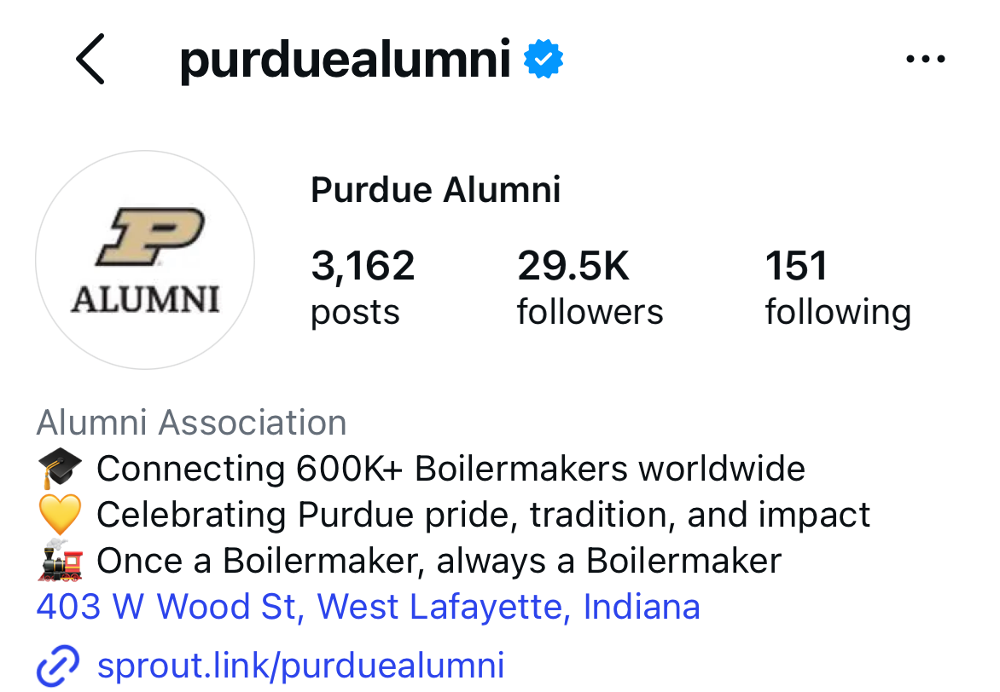 purduealumni
P
ALUMNI
Purdue Alumni
3,162 29.5K 151
posts followers following
Alumni Association
🎓 Connecting 600K+ Boilermakers worldwide
💛 Celebrating Purdue pride, tradition, and impact
🚂 Once a Boilermaker, always a Boilermaker
403 W Wood St, West Lafayette, Indiana
sprout.link/purduealumni